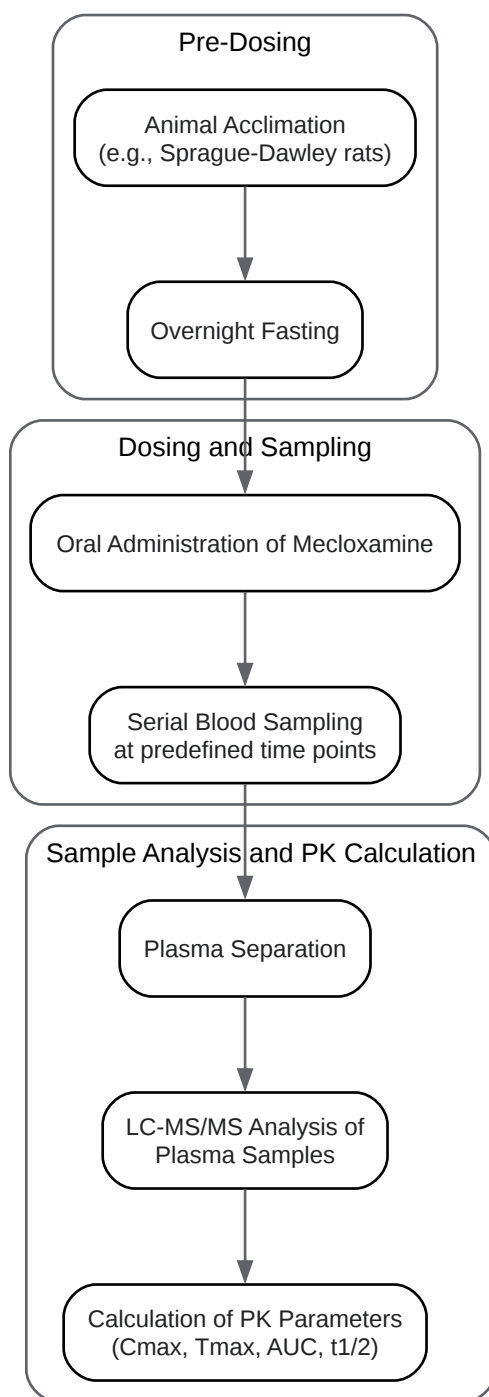 Pre-Dosing
Animal Acclimation
(e.g., Sprague-Dawley rats)
Overnight Fasting
Dosing and Sampling
Oral Administration of Mecloxamine
Serial Blood Sampling
at predefined time points
Sample Analysis and PK Calculation
Plasma Separation
LC-MS/MS Analysis of
Plasma Samples
Calculation of PK Parameters
(Cmax, Tmax, AUC, t1/2)